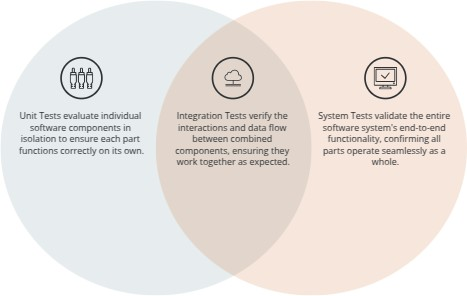 Unit Tests evaluate individual
software components in
isolation to ensure each part
functions correctly on its own.
Integration Tests verify the
interactions and data flow
between combined
components, ensuring they
work together as expected.
System Tests validate the entire
software system's end-to-end
functionality, confirming all
parts operate seamlessly as a
whole.